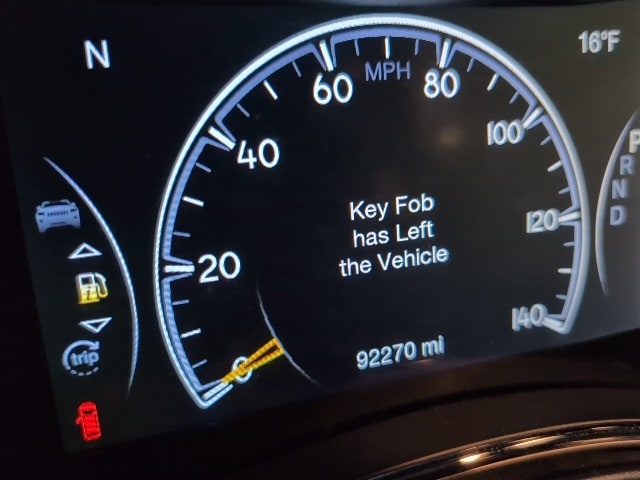 N
16°F
MPH
60
80
40
100
20
120
0
140
Key Fob
has Left
the Vehicle
92270 mi
trip
P
R
N
D